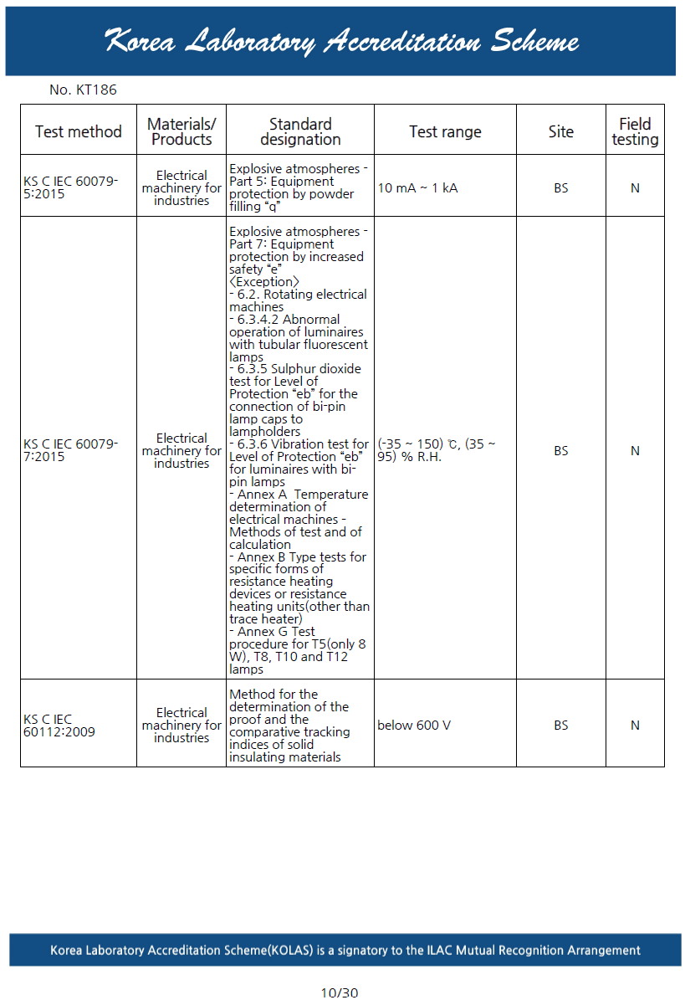 Korea Laboratory Accreditation Scheme
No. KT186
Test method
Materials/
Products
Standard
designation
Test range
Site
Field
testing
KS C IEC 60079-
5:2015
Electrical
machinery for
industries
Explosive atmospheres -
Part 5: Equipment
protection by powder
filling “q”
10 mA ~ 1 kA
BS
N
KS C IEC 60079-
7:2015
Electrical
machinery for
industries
Explosive atmospheres -
Part 7: Equipment
protection by increased
safety “e”
〈Exception〉
- 6.2. Rotating electrical
machines
- 6.3.4.2 Abnormal
operation of luminaires
with tubular fluorescent
lamps
- 6.3.5 Sulphur dioxide
test for Level of
Protection “eb” for the
connection of bi-pin
lamp caps to
lampholders
- 6.3.6 Vibration test for
Level of Protection “eb”
for luminaires with bi-
pin lamps
- Annex A  Temperature
determination of
electrical machines -
Methods of test and of
calculation
- Annex B Type tests for
specific forms of
resistance heating
devices or resistance
heating units(other than
trace heater)
- Annex G Test
procedure for T5(only 8
W), T8, T10 and T12
lamps
(-35 ~ 150) ℃, (35 ~
95) % R.H.
BS
N
KS C IEC
60112:2009
Electrical
machinery for
industries
Method for the
determination of the
proof and the
comparative tracking
indices of solid
insulating materials
below 600 V
BS
N
Korea Laboratory Accreditation Scheme(KOLAS) is a signatory to the ILAC Mutual Recognition Arrangement
10/30